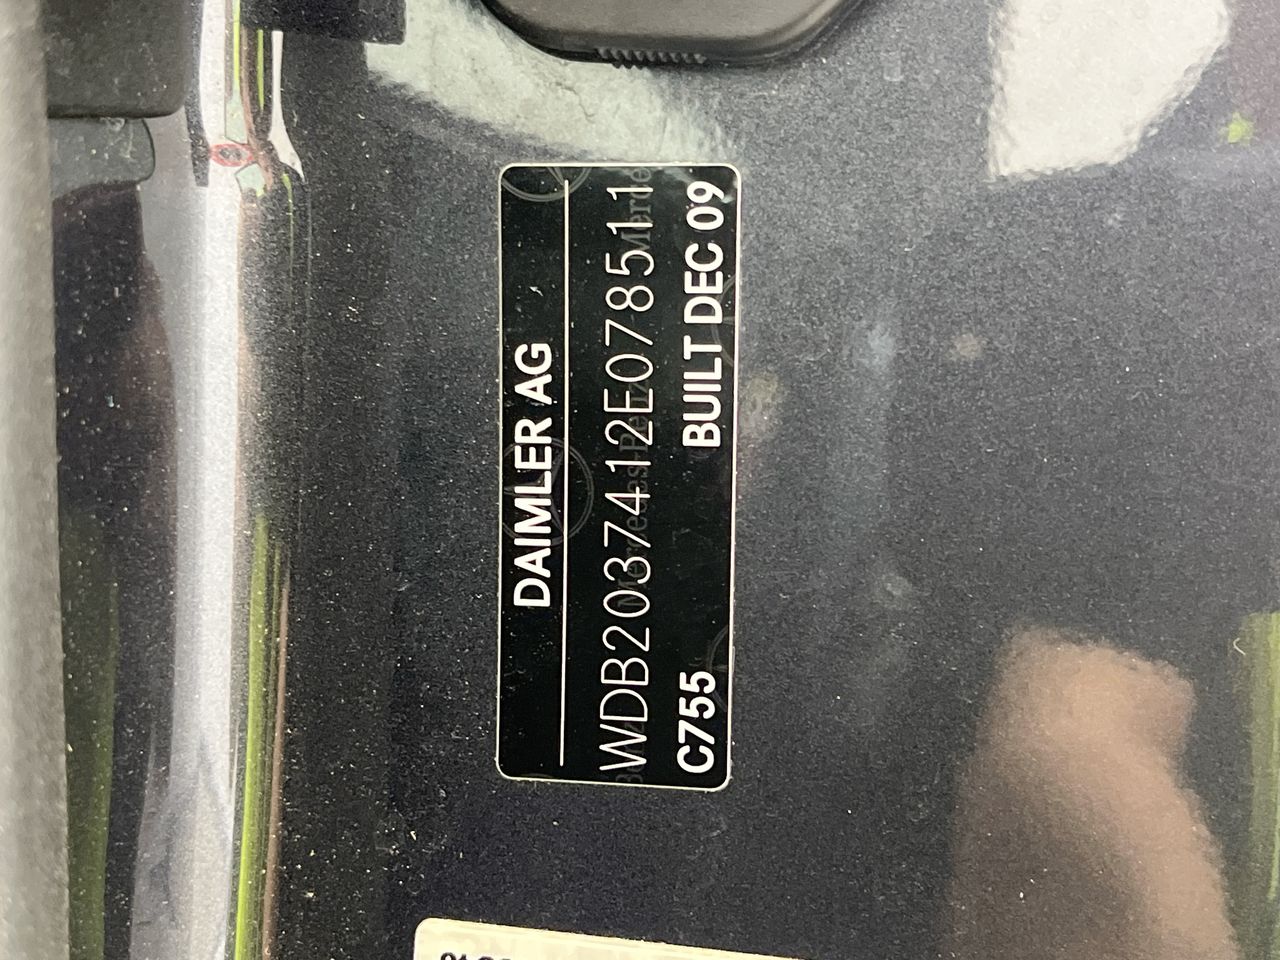 DAIMLER AG
WDB2037412E078511
C755 BUILT DEC 09